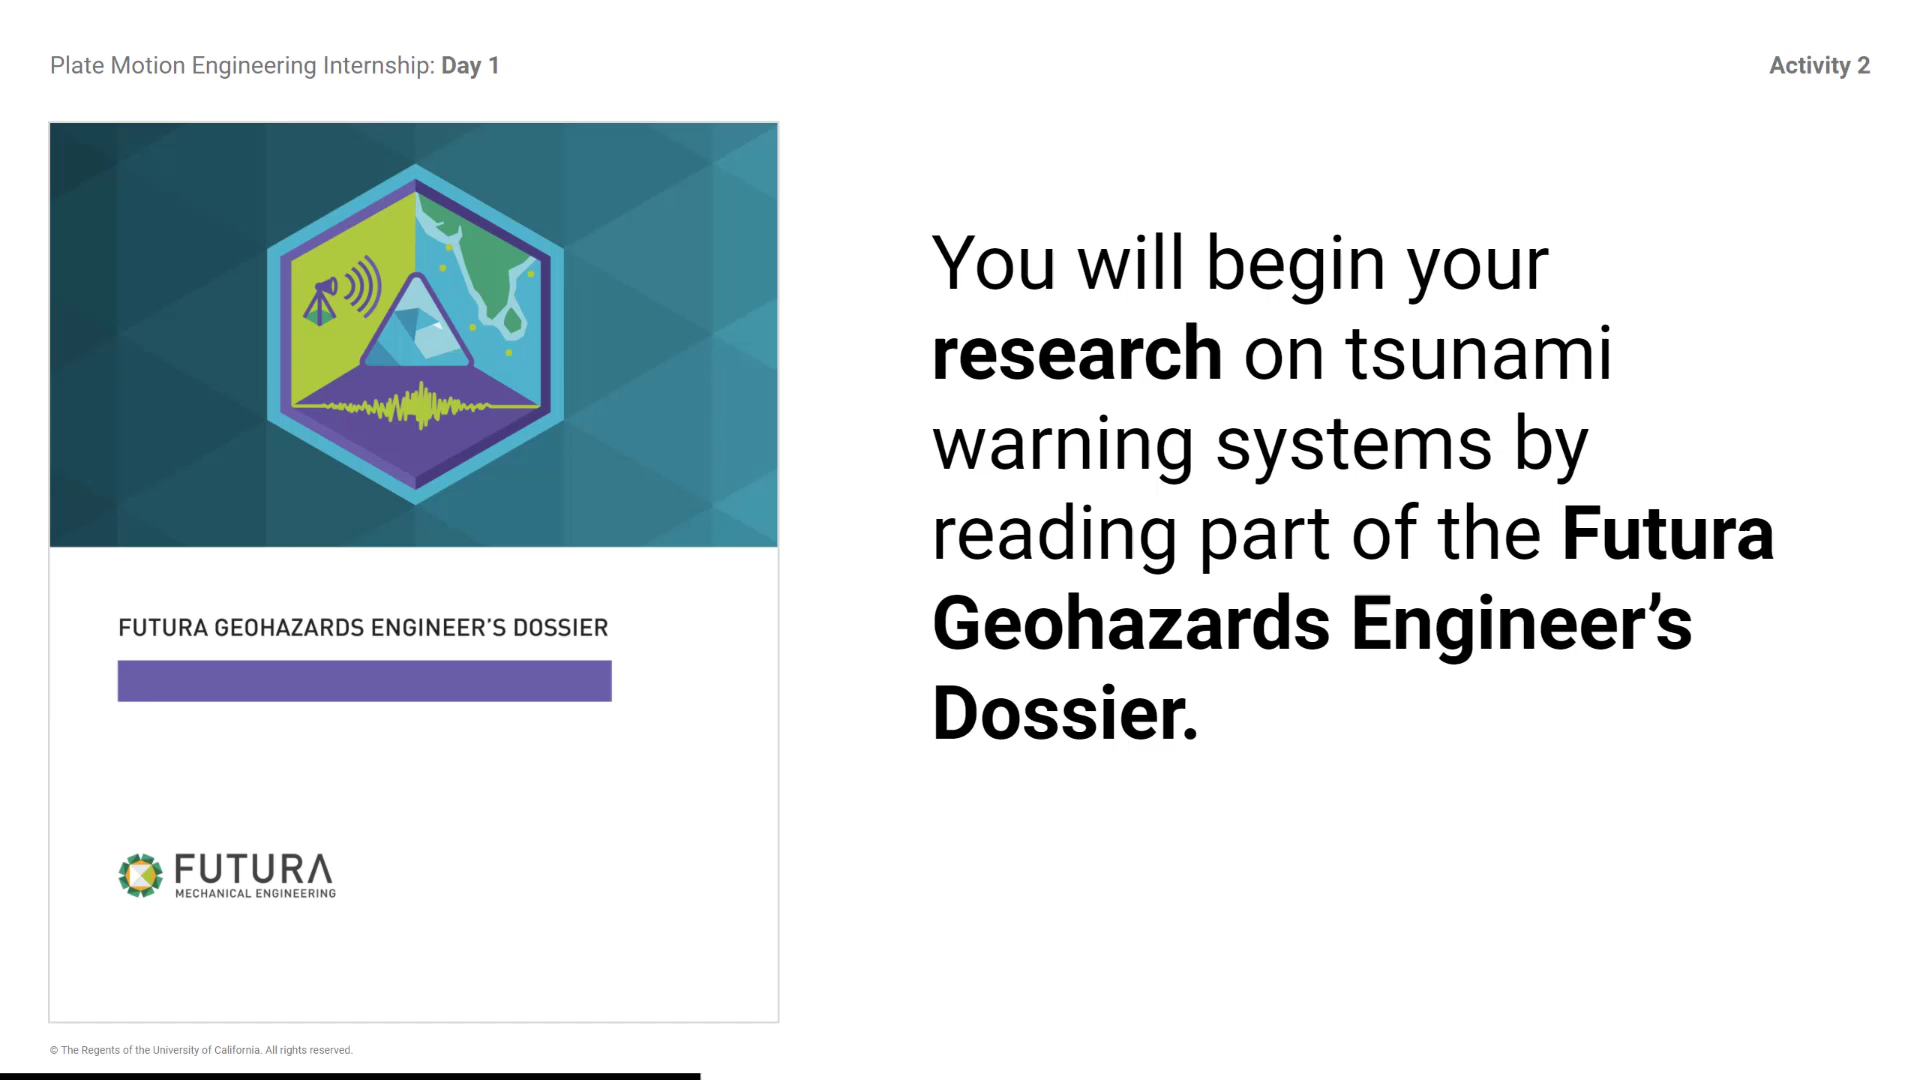 Plate Motion Engineering Internship: Day 1
Activity 2
FUTURA GEOHAZARDS ENGINEER’S DOSSIER
FUTURA
MECHANICAL ENGINEERING
You will begin your
research on tsunami
warning systems by
reading part of the Futura
Geohazards Engineer’s
Dossier.
© The Regents of the University of California. All rights reserved.